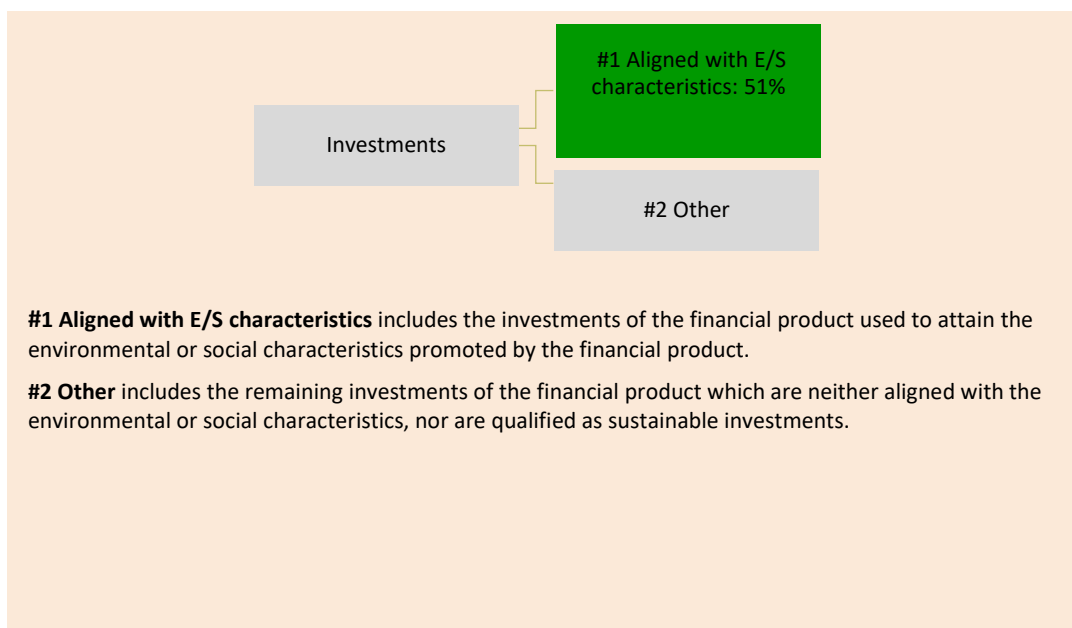 #1 Aligned with E/S
characteristics: 51%
Investments
#2 Other
#1 Aligned with E/S characteristics includes the investments of the financial product used to attain the
environmental or social characteristics promoted by the financial product.
#2 Other includes the remaining investments of the financial product which are neither aligned with the
environmental or social characteristics, nor are qualified as sustainable investments.